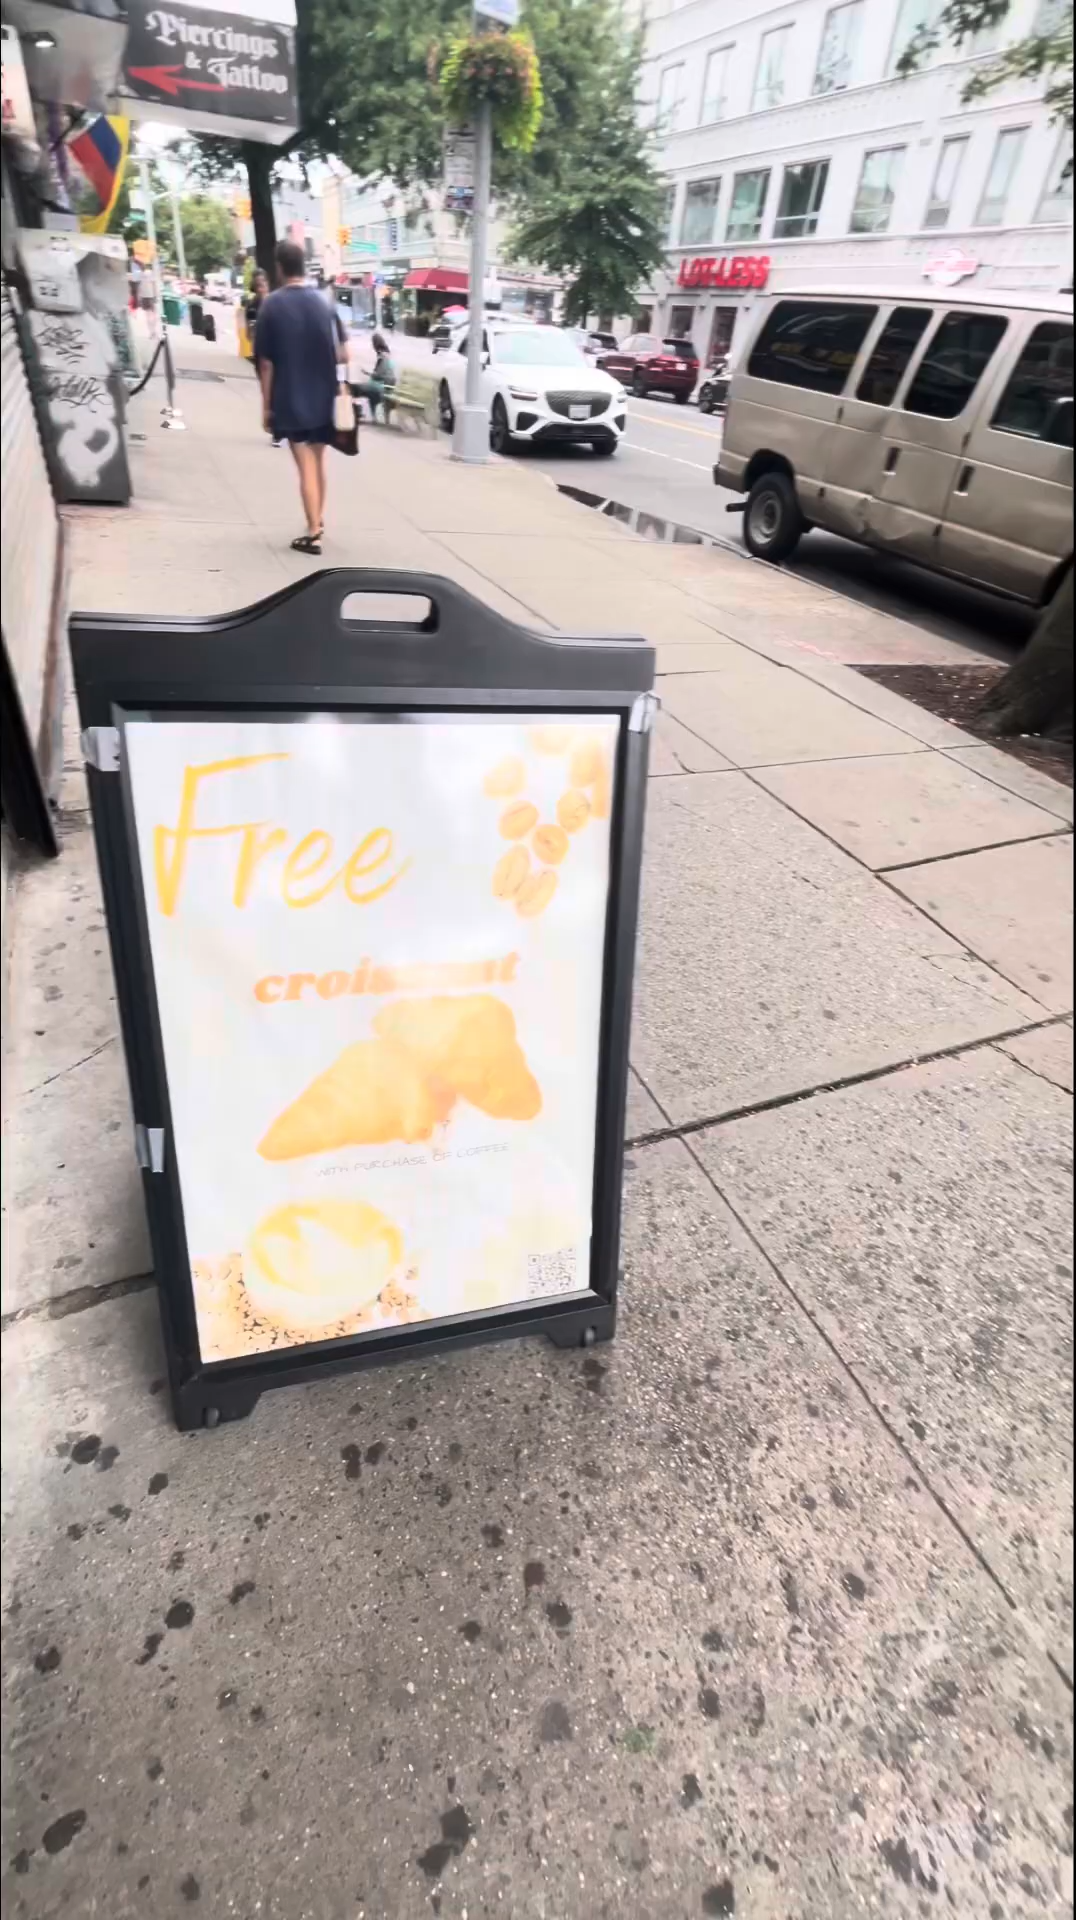 Piercings
& Tattoo
LOT-LESS
Free
croissant
WITH PURCHASE OF COFFEE